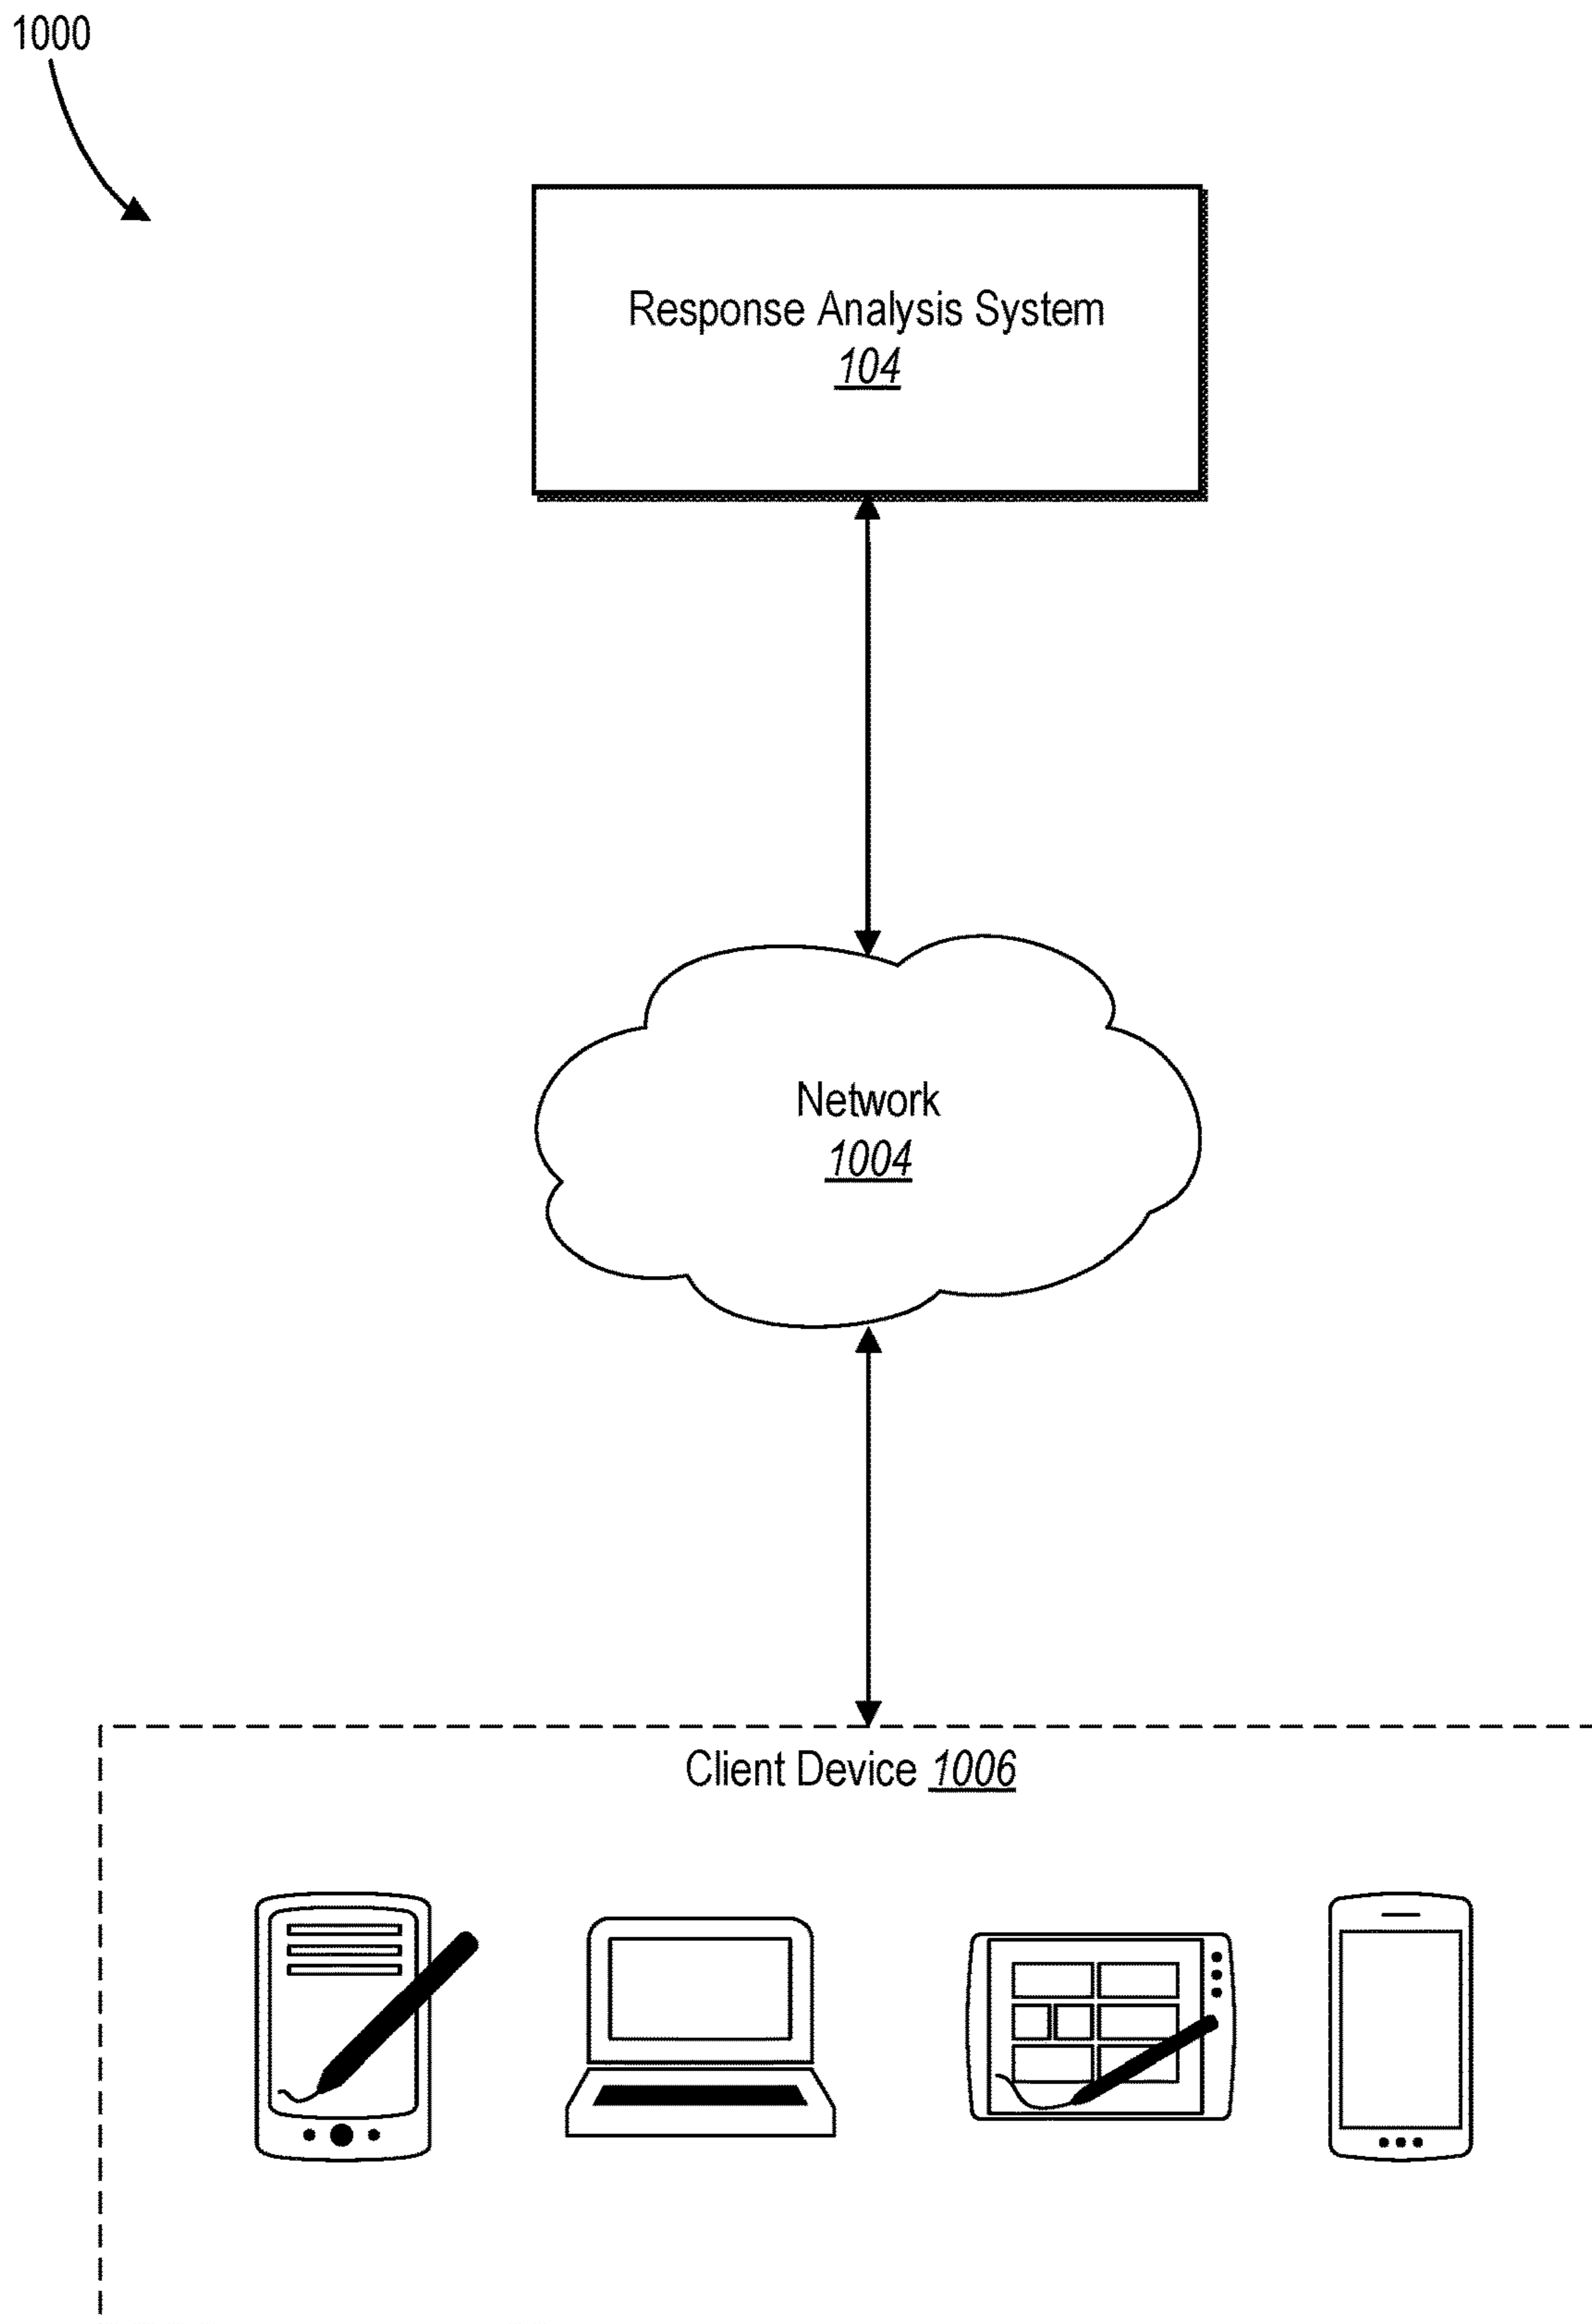 1000
Response Analysis System
104
Network
1004
Client Device 1006